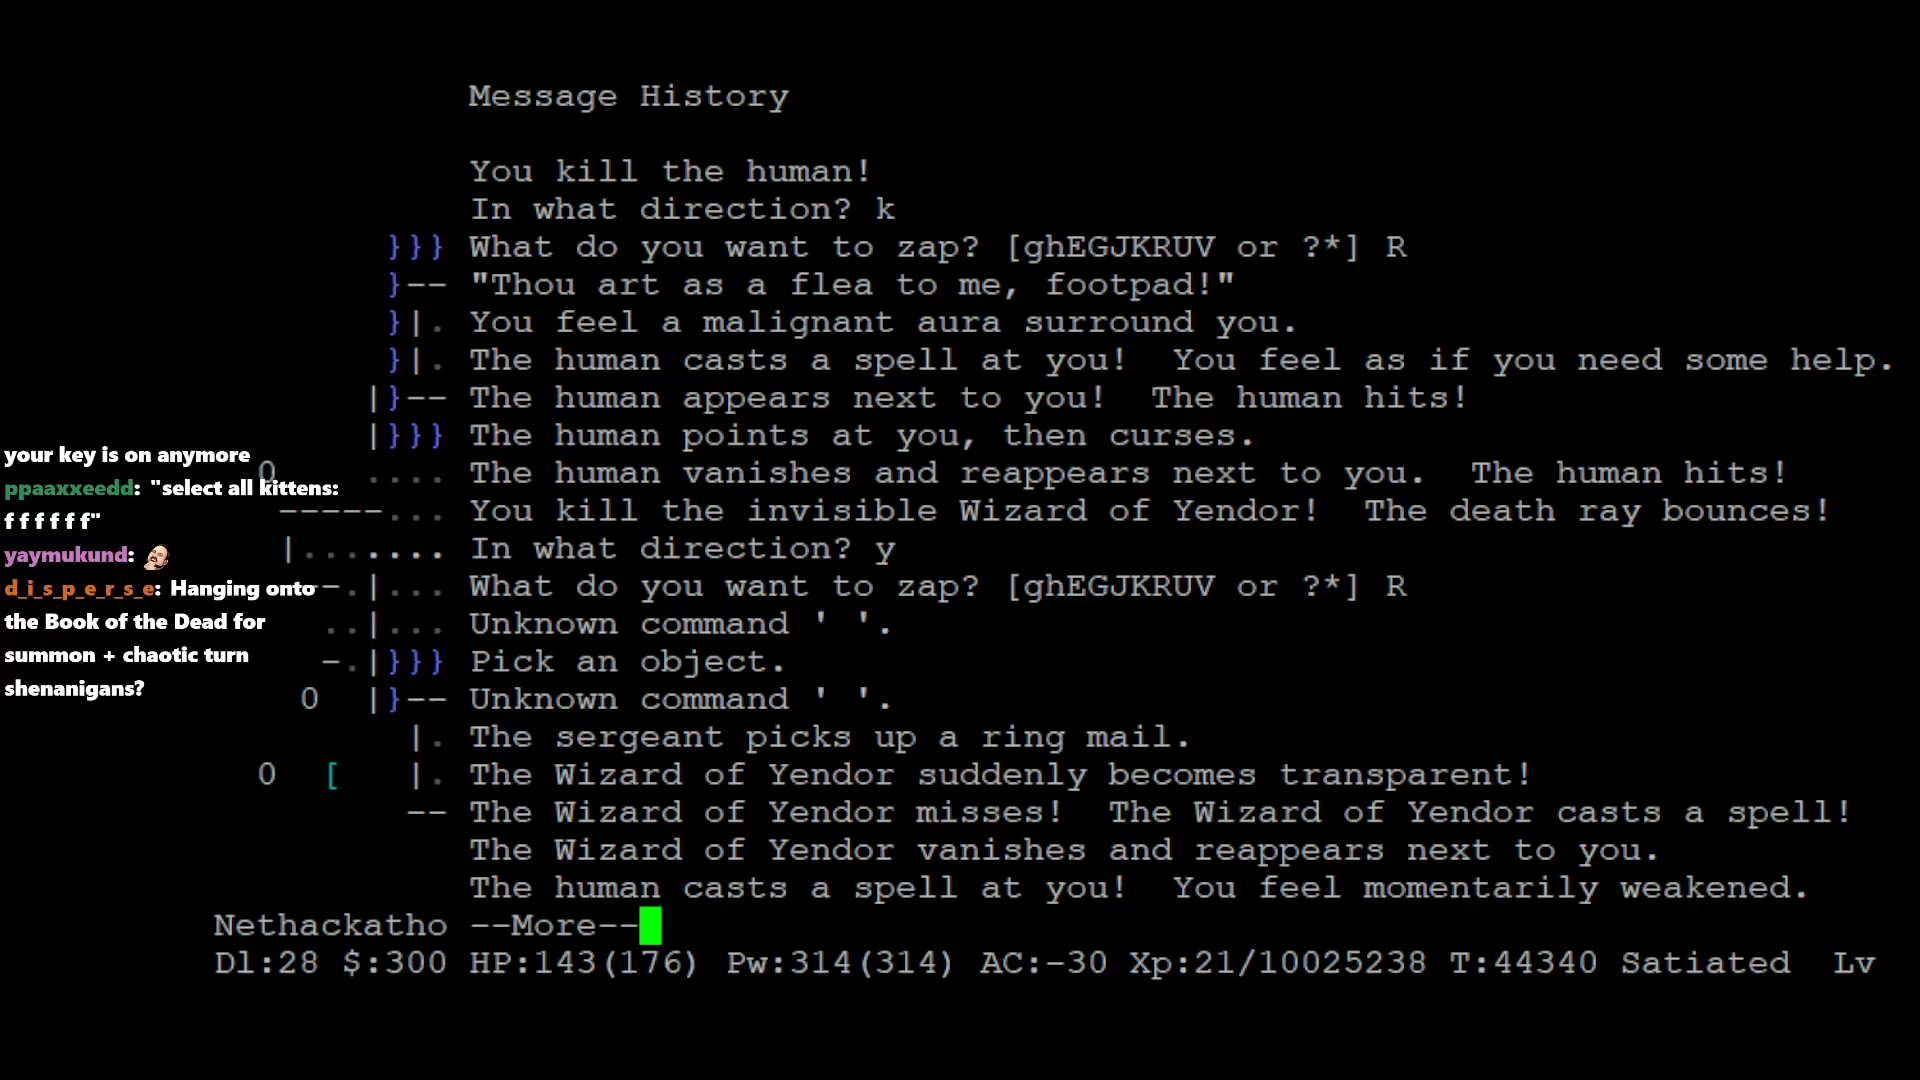 Message History
You kill the human!
In what direction? k
}}} What do you want to zap? [ghEGJKRUV or ?*] R
}-- "Thou art as a flea to me, footpad!"
}|. You feel a malignant aura surround you.
}|. The human casts a spell at you!  You feel as if you need some help.
|}-- The human appears next to you!  The human hits!
|}}} The human points at you, then curses.
0 .... The human vanishes and reappears next to you.  The human hits!
-----... You kill the invisible Wizard of Yendor!  The death ray bounces!
|....... In what direction? y
-.|... What do you want to zap? [ghEGJKRUV or ?*] R
..|... Unknown command ' '.
-.|}}} Pick an object.
0 |}-- Unknown command ' '.
|. The sergeant picks up a ring mail.
0 [ |. The Wizard of Yendor suddenly becomes transparent!
-- The Wizard of Yendor misses!  The Wizard of Yendor casts a spell!
The Wizard of Yendor vanishes and reappears next to you.
The human casts a spell at you!  You feel momentarily weakened.
Nethackatho --More--
Dl:28 $:300 HP:143(176) Pw:314(314) AC:-30 Xp:21/10025238 T:44340 Satiated  Lv
your key is on anymore
ppaaxxeedd: "select all kittens:
f f f f f f"
yaymukund:
d_i_s_p_e_r_s_e: Hanging onto
the Book of the Dead for
summon + chaotic turn
shenanigans?